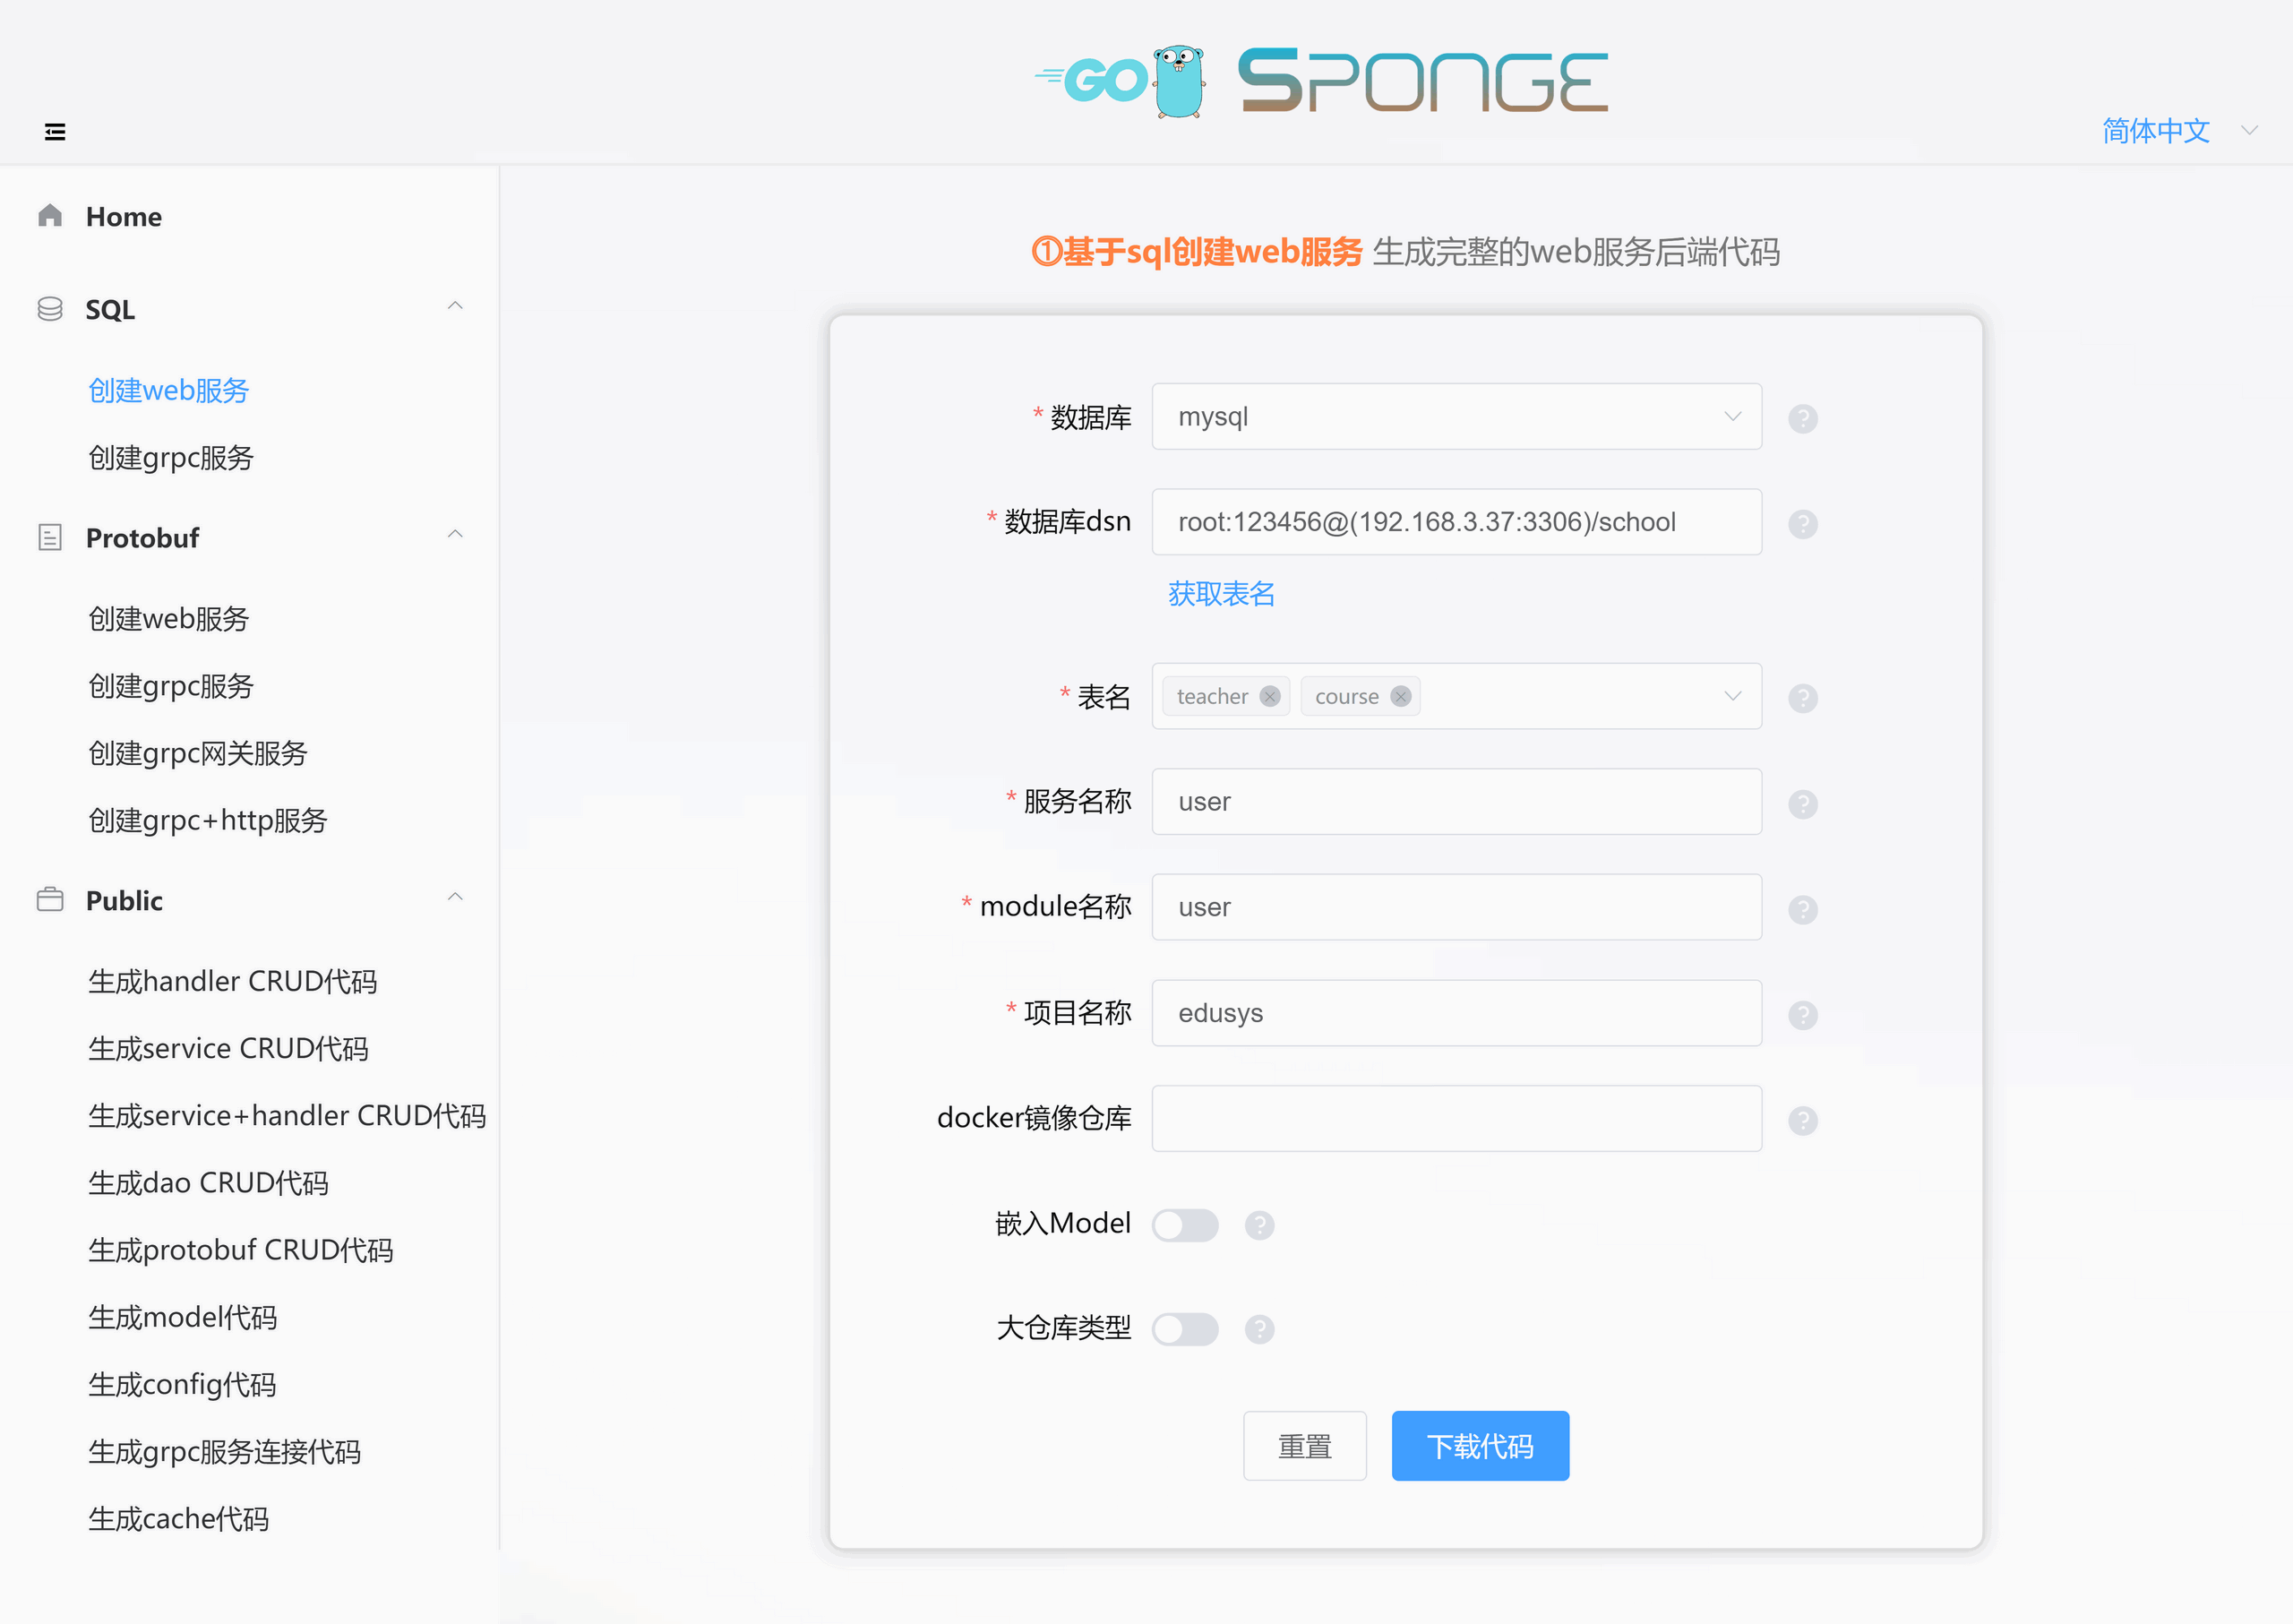 GO SPONGE
简体中文
Home
SQL
创建web服务
创建grpc服务
Protobuf
创建web服务
创建grpc服务
创建grpc网关服务
创建grpc+http服务
Public
生成handler CRUD代码
生成service CRUD代码
生成service+handler CRUD代码
生成dao CRUD代码
生成protobuf CRUD代码
生成model代码
生成config代码
生成grpc服务连接代码
生成cache代码
①基于sql创建web服务 生成完整的web服务后端代码
* 数据库 mysql ?
* 数据库dsn root:123456@(192.168.3.37:3306)/school ?
获取表名
* 表名 teacher course ?
* 服务名称 user ?
* module名称 user ?
* 项目名称 edusys ?
docker镜像仓库 ?
嵌入Model ?
大仓库类型 ?
重置 下载代码